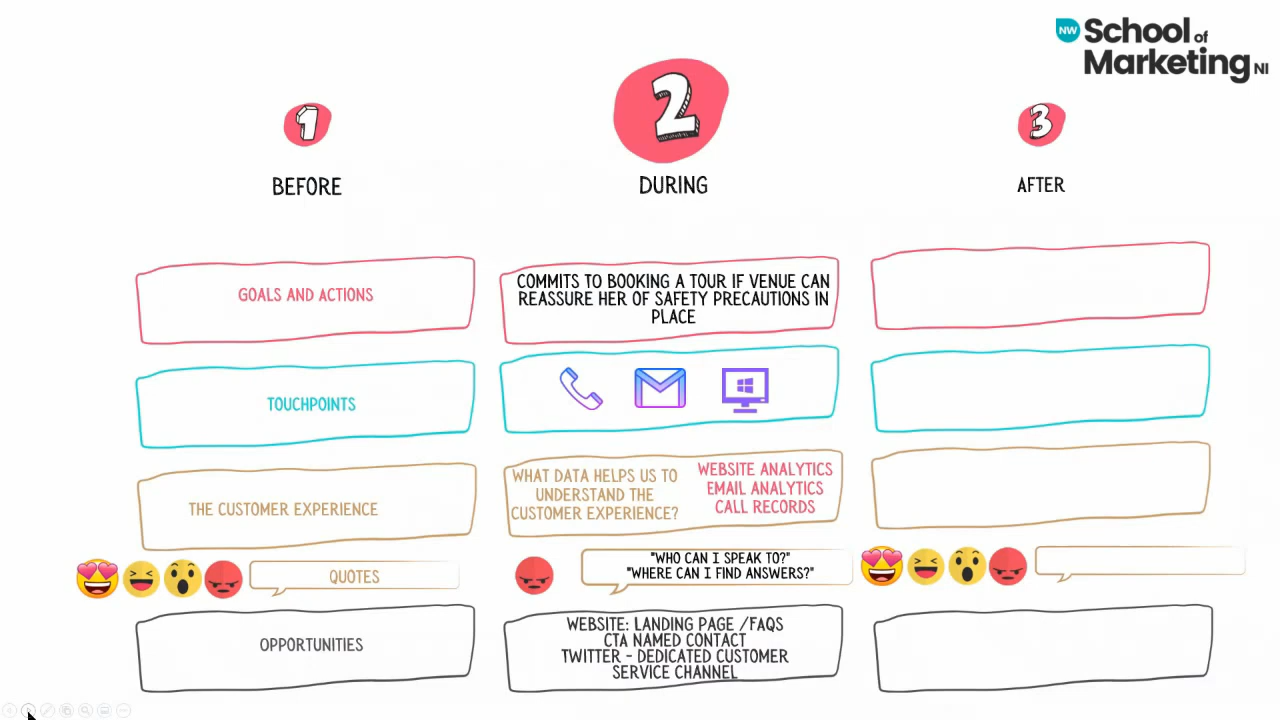 NW School of
Marketing NI
1
2
3
BEFORE
DURING
AFTER
GOALS AND ACTIONS
COMMITS TO BOOKING A TOUR IF VENUE CAN
REASSURE HER OF SAFETY PRECAUTIONS IN
PLACE
TOUCHPOINTS
THE CUSTOMER EXPERIENCE
WHAT DATA HELPS US TO
UNDERSTAND THE
CUSTOMER EXPERIENCE?
WEBSITE ANALYTICS
EMAIL ANALYTICS
CALL RECORDS
QUOTES
"WHO CAN I SPEAK TO?"
"WHERE CAN I FIND ANSWERS?"
OPPORTUNITIES
WEBSITE: LANDING PAGE /FAQS
CTA NAMED CONTACT
TWITTER - DEDICATED CUSTOMER
SERVICE CHANNEL